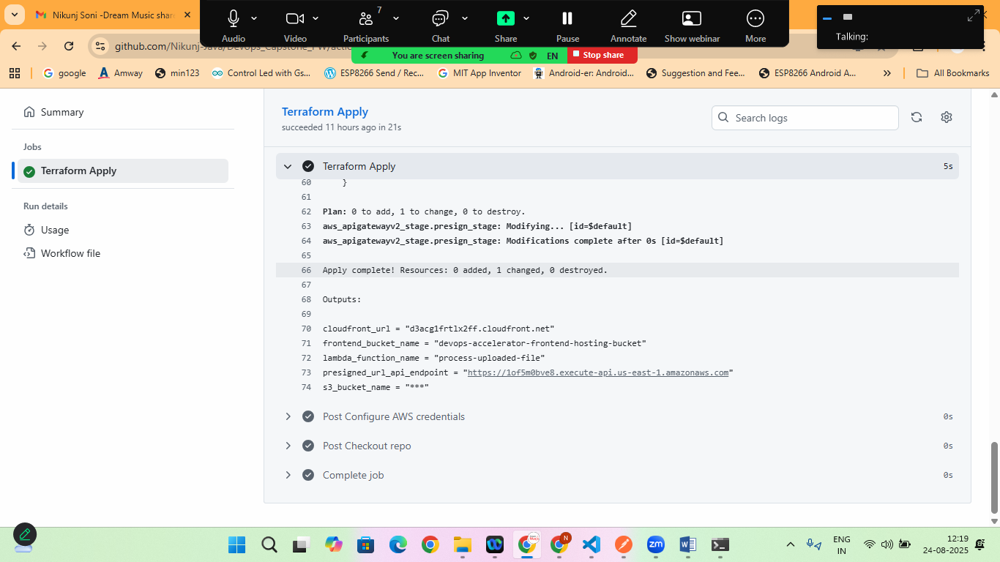 Nikunj Soni -Dream Music shar
7
Audio
Video
Participants
Chat
Share
Pause
Annotate
Show webinar
More
Talking:
You are screen sharing
EN
Stop share
google
Amway
min123
Control Led with Gs...
ESP8266 Send / Rec...
MIT App Inventor
Android-er: Android...
Suggestion and Fee...
ESP8266 Android A...
All Bookmarks
Summary
Jobs
Terraform Apply
Run details
Usage
Workflow file
Terraform Apply
succeeded 11 hours ago in 21s
Search logs
Terraform Apply 5s
60 }
61
62 Plan: 0 to add, 1 to change, 0 to destroy.
63 aws_apigatewayv2_stage.presign_stage: Modifying... [id=$default]
64 aws_apigatewayv2_stage.presign_stage: Modifications complete after 0s [id=$default]
65
66 Apply complete! Resources: 0 added, 1 changed, 0 destroyed.
67
68 Outputs:
69
70 cloudfront_url = "d3acg1frtlx2ff.cloudfront.net"
71 frontend_bucket_name = "devops-accelerator-frontend-hosting-bucket"
72 lambda_function_name = "process-uploaded-file"
73 presigned_url_api_endpoint = "https://1of5m0bve8.execute-api.us-east-1.amazonaws.com"
74 s3_bucket_name = "***"
Post Configure AWS credentials 0s
Post Checkout repo 0s
Complete job 0s
ENG
IN
12:19
24-08-2025